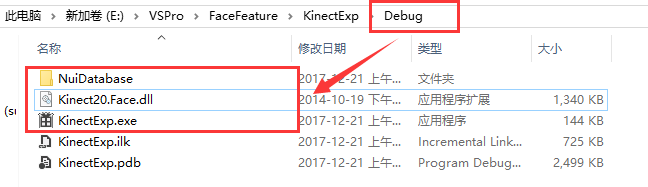 此电脑 > 新加卷 (E:) > VSPro > FaceFeature > KinectExp > Debug
名称 修改日期 类型 大小
NuiDatabase 2017-12-21 上午... 文件夹
Kinect20.Face.dll 2014-10-19 下午... 应用程序扩展 1,340 KB
KinectExp.exe 2017-12-21 上午... 应用程序 144 KB
KinectExp.ilk 2017-12-21 上午... Incremental Link... 725 KB
KinectExp.pdb 2017-12-21 上午... Program Debug... 2,499 KB